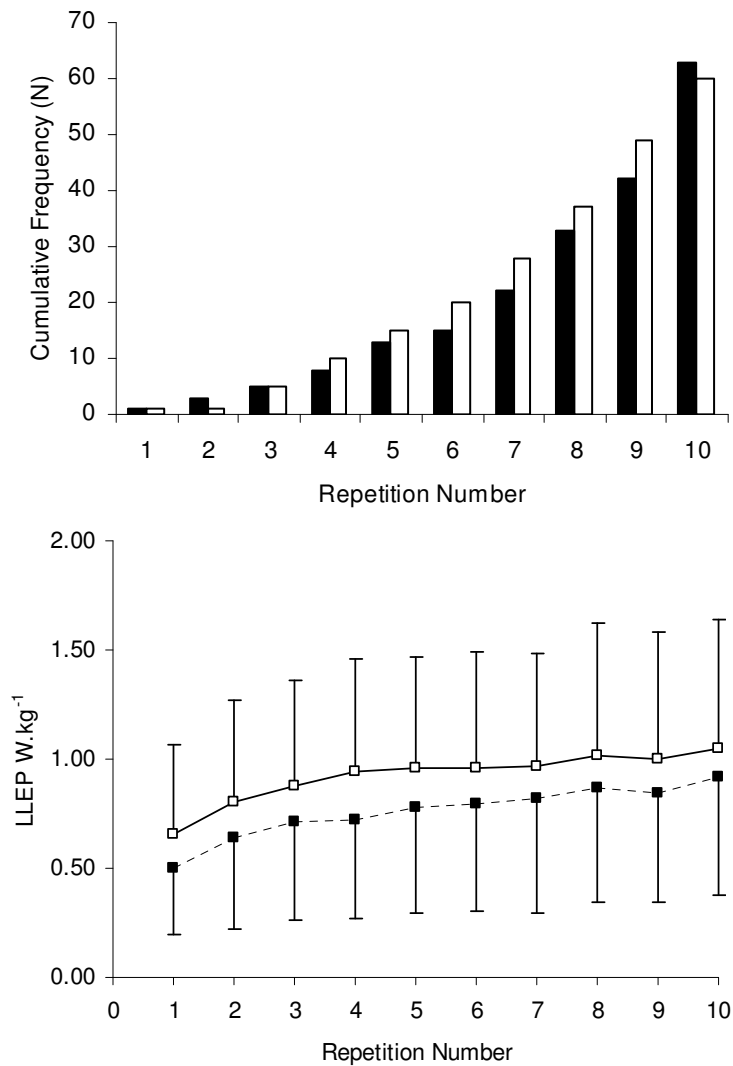 70
60
50
40
30
20
10
0
Cumulative Frequency (N)
1 2 3 4 5 6 7 8 9 10
Repetition Number
2.00
1.50
1.00
0.50
0.00
LLEP W.kg-1
0 1 2 3 4 5 6 7 8 9 10
Repetition Number